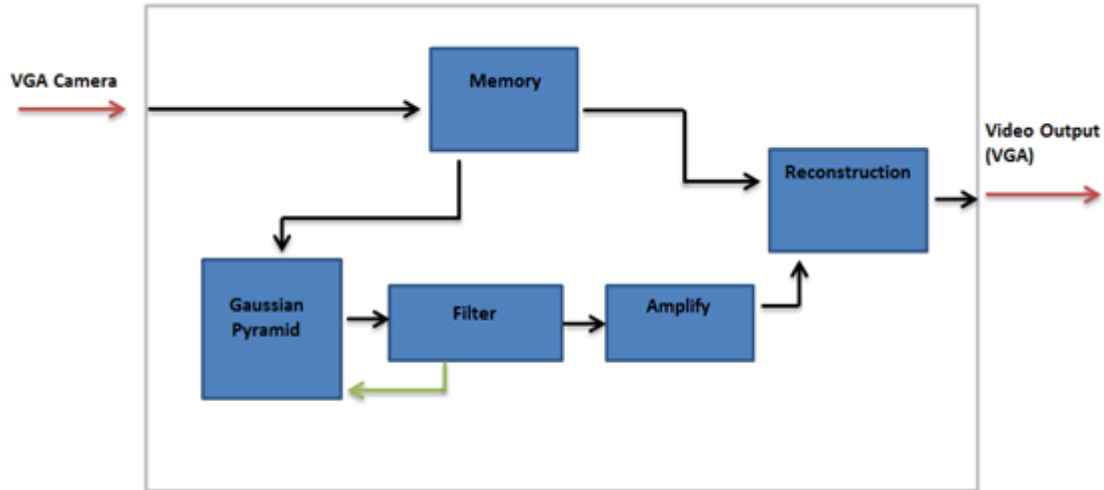 VGA Camera
Memory
Video Output
(VGA)
Reconstruction
Gaussian
Pyramid
Filter
Amplify